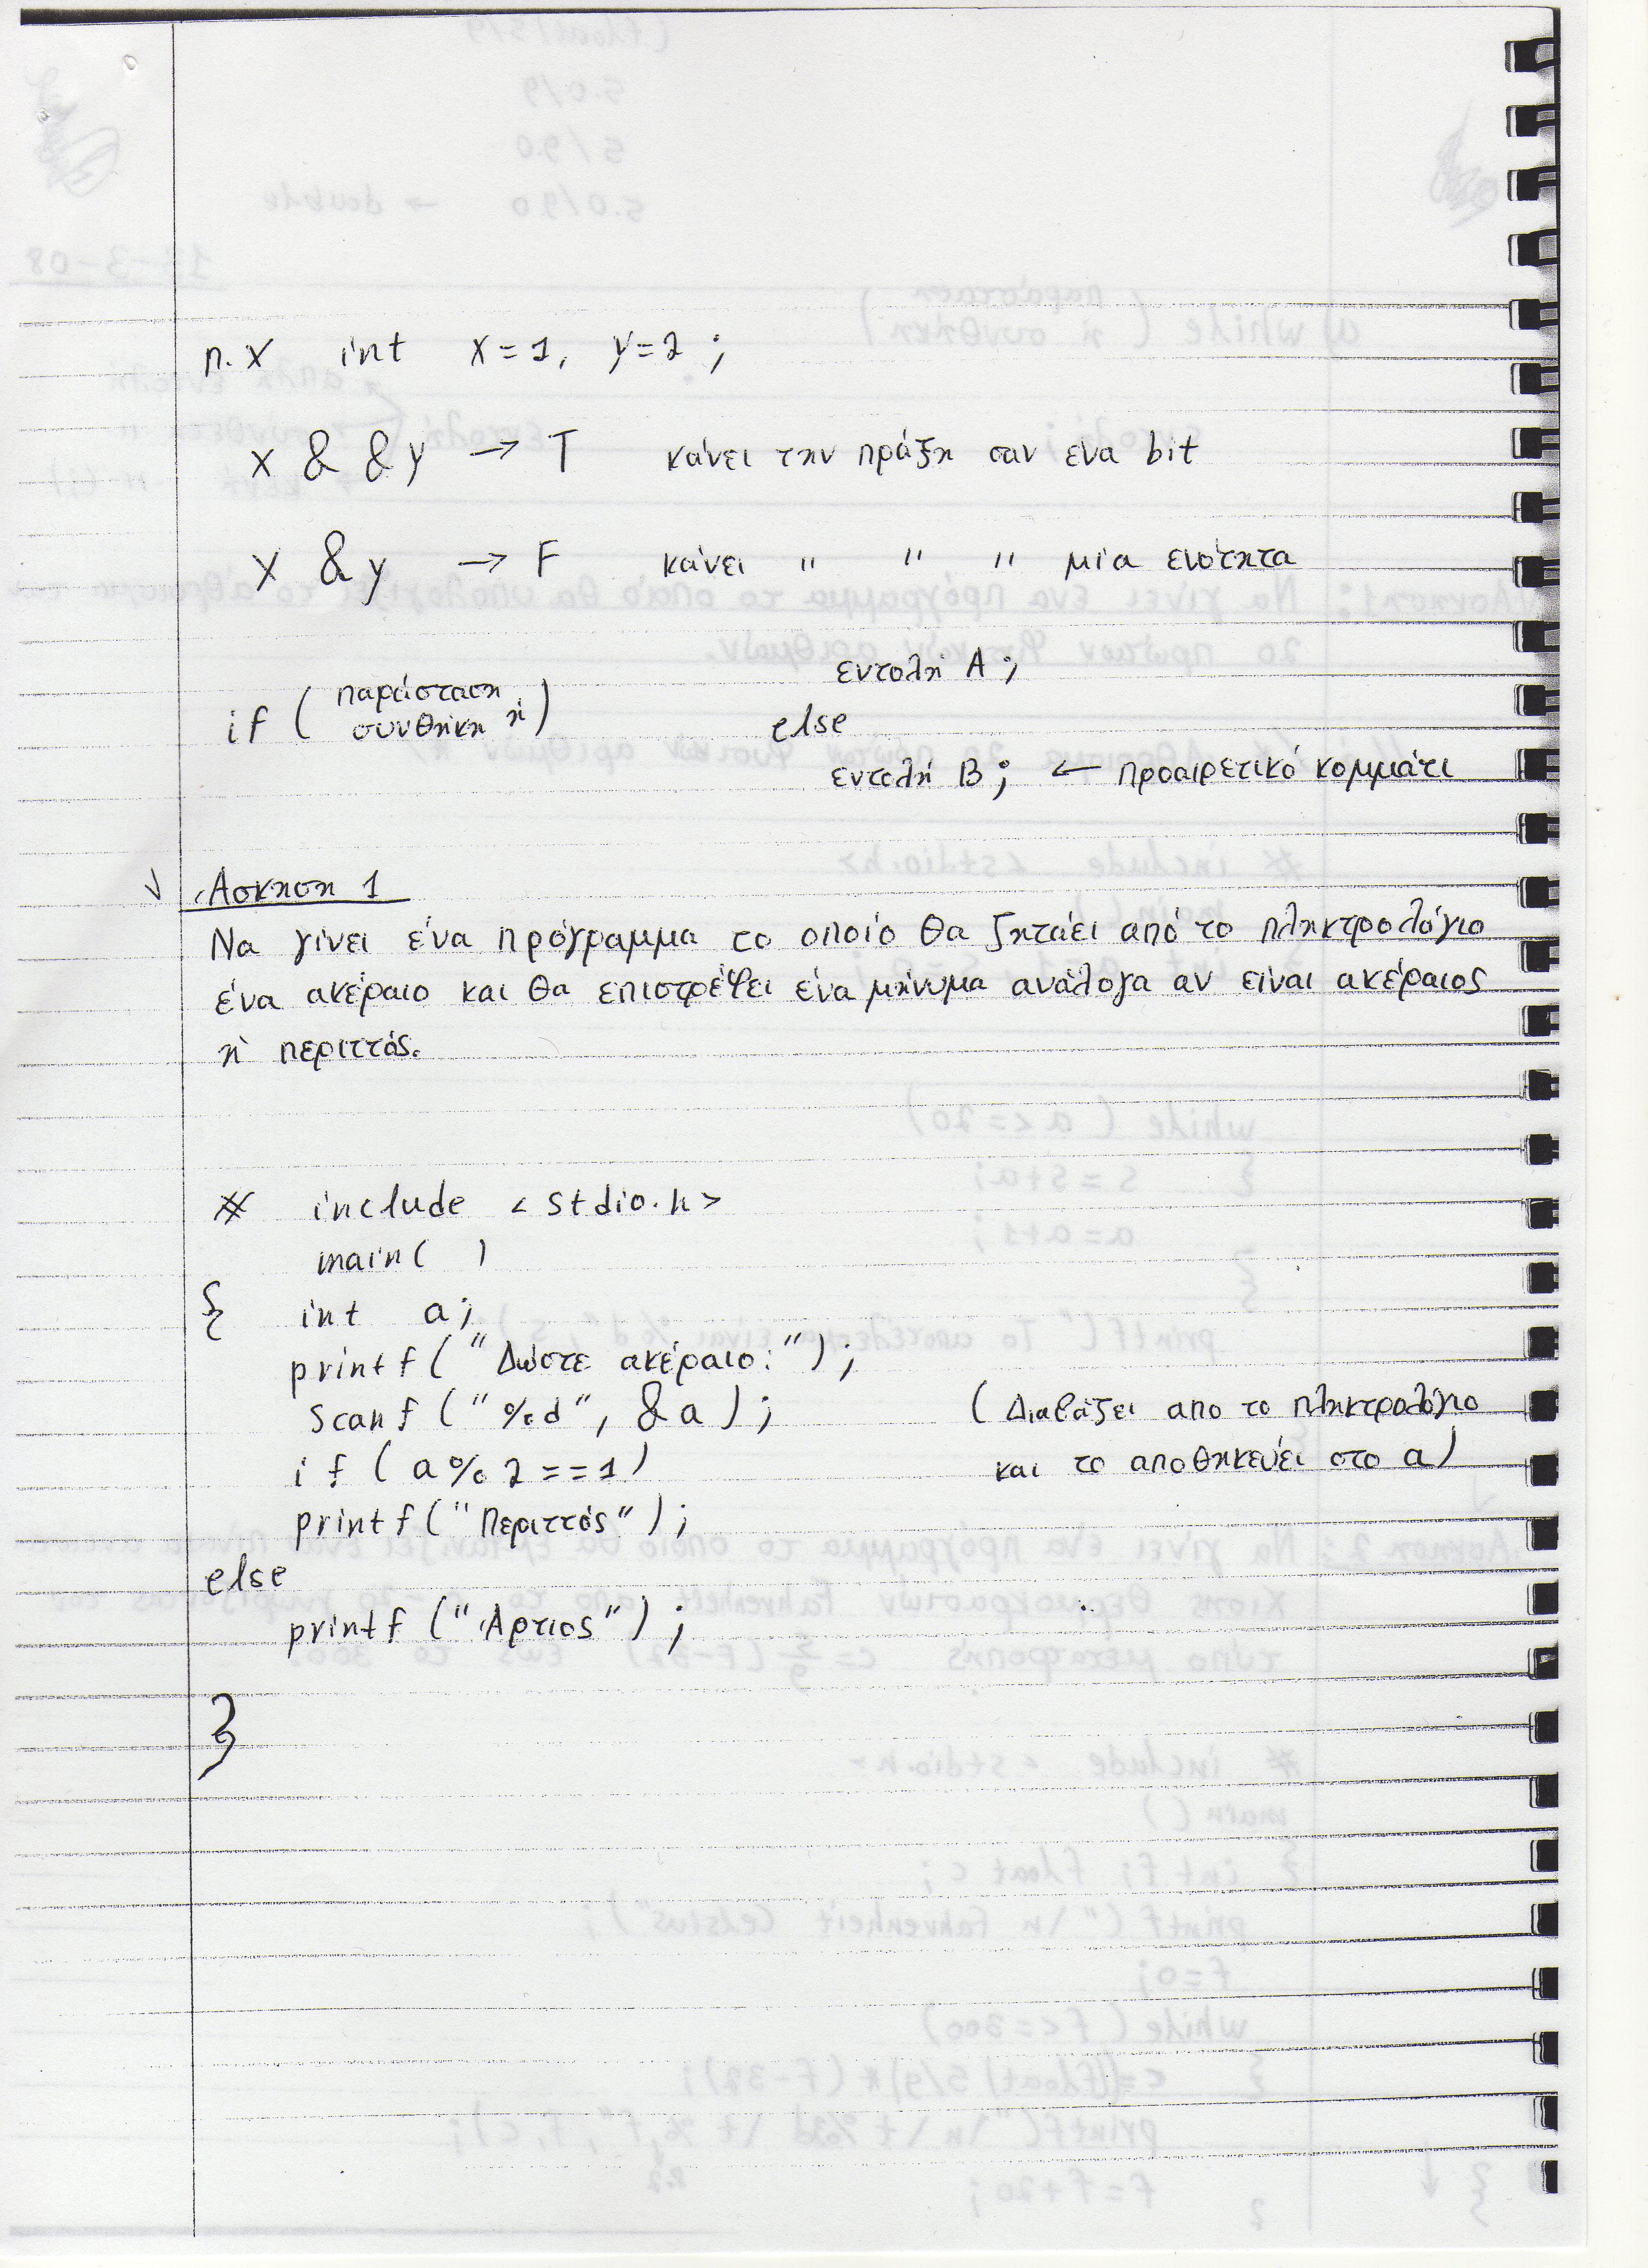 π.χ int x=1, y=2;
x & & y → T κάνει την πράξη σαν ένα bit
x & y → F κάνει " " " μία ενότητα
εντολή A;
if ( παράσταση ή
συνθήκη )
else
εντολή B; ← προαιρετικό κομμάτι
Άσκηση 1
Να γίνει ένα πρόγραμμα το οποίο θα ζητάει από το πληκτρολόγιο
ένα ακέραιο και θα επιστρέψει ένα μήνυμα ανάλογα αν είναι ακέραιος
ή περιττός.
# include <stdio.h>
main( )
{ int a;
printf("Δώστε ακέραιο:");
scanf("%d", &a); (Διαβάζει απο το πληκτρολόγιο
if (a%2==1) και το αποθηκεύει στο a)
printf("Περιττός");
else
printf("Άρτιος");
}